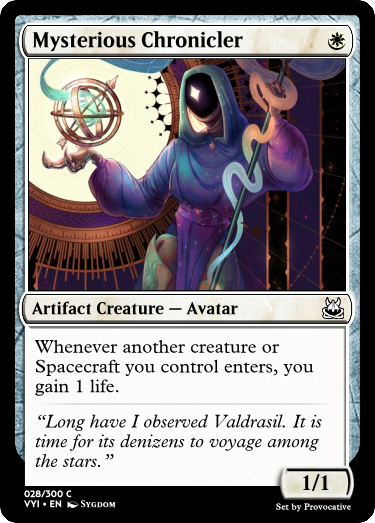 Mysterious Chronicler
Artifact Creature — Avatar
Whenever another creature or
Spacecraft you control enters, you
gain 1 life.
“Long have I observed Valdrasil. It is
time for its denizens to voyage among
the stars.”
1/1
028/300 C
VYI • EN Sygdom
Set by Provocative